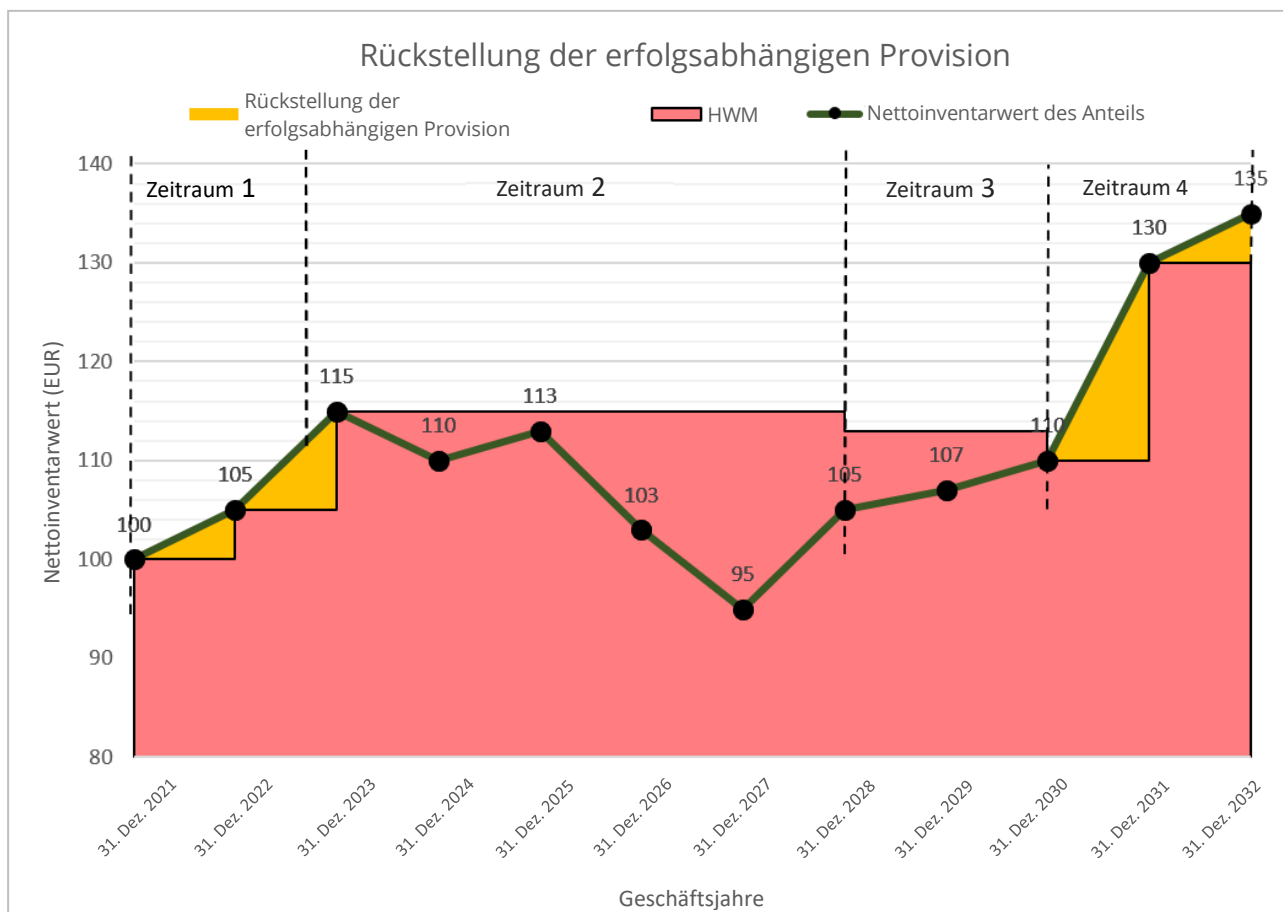 Rückstellung der erfolgsabhängigen Provision
Rückstellung der
erfolgsabhängigen Provision
HWM
Nettoinventarwert des Anteils
Zeitraum 1
Zeitraum 2
Zeitraum 3
Zeitraum 4
Nettoinventarwert (EUR)
140
130
120
110
100
90
80
100
105
115
110
113
103
95
105
107
110
130
135
31. Dez. 2021
31. Dez. 2022
31. Dez. 2023
31. Dez. 2024
31. Dez. 2025
31. Dez. 2026
31. Dez. 2027
31. Dez. 2028
31. Dez. 2029
31. Dez. 2030
31. Dez. 2031
31. Dez. 2032
Geschäftsjahre